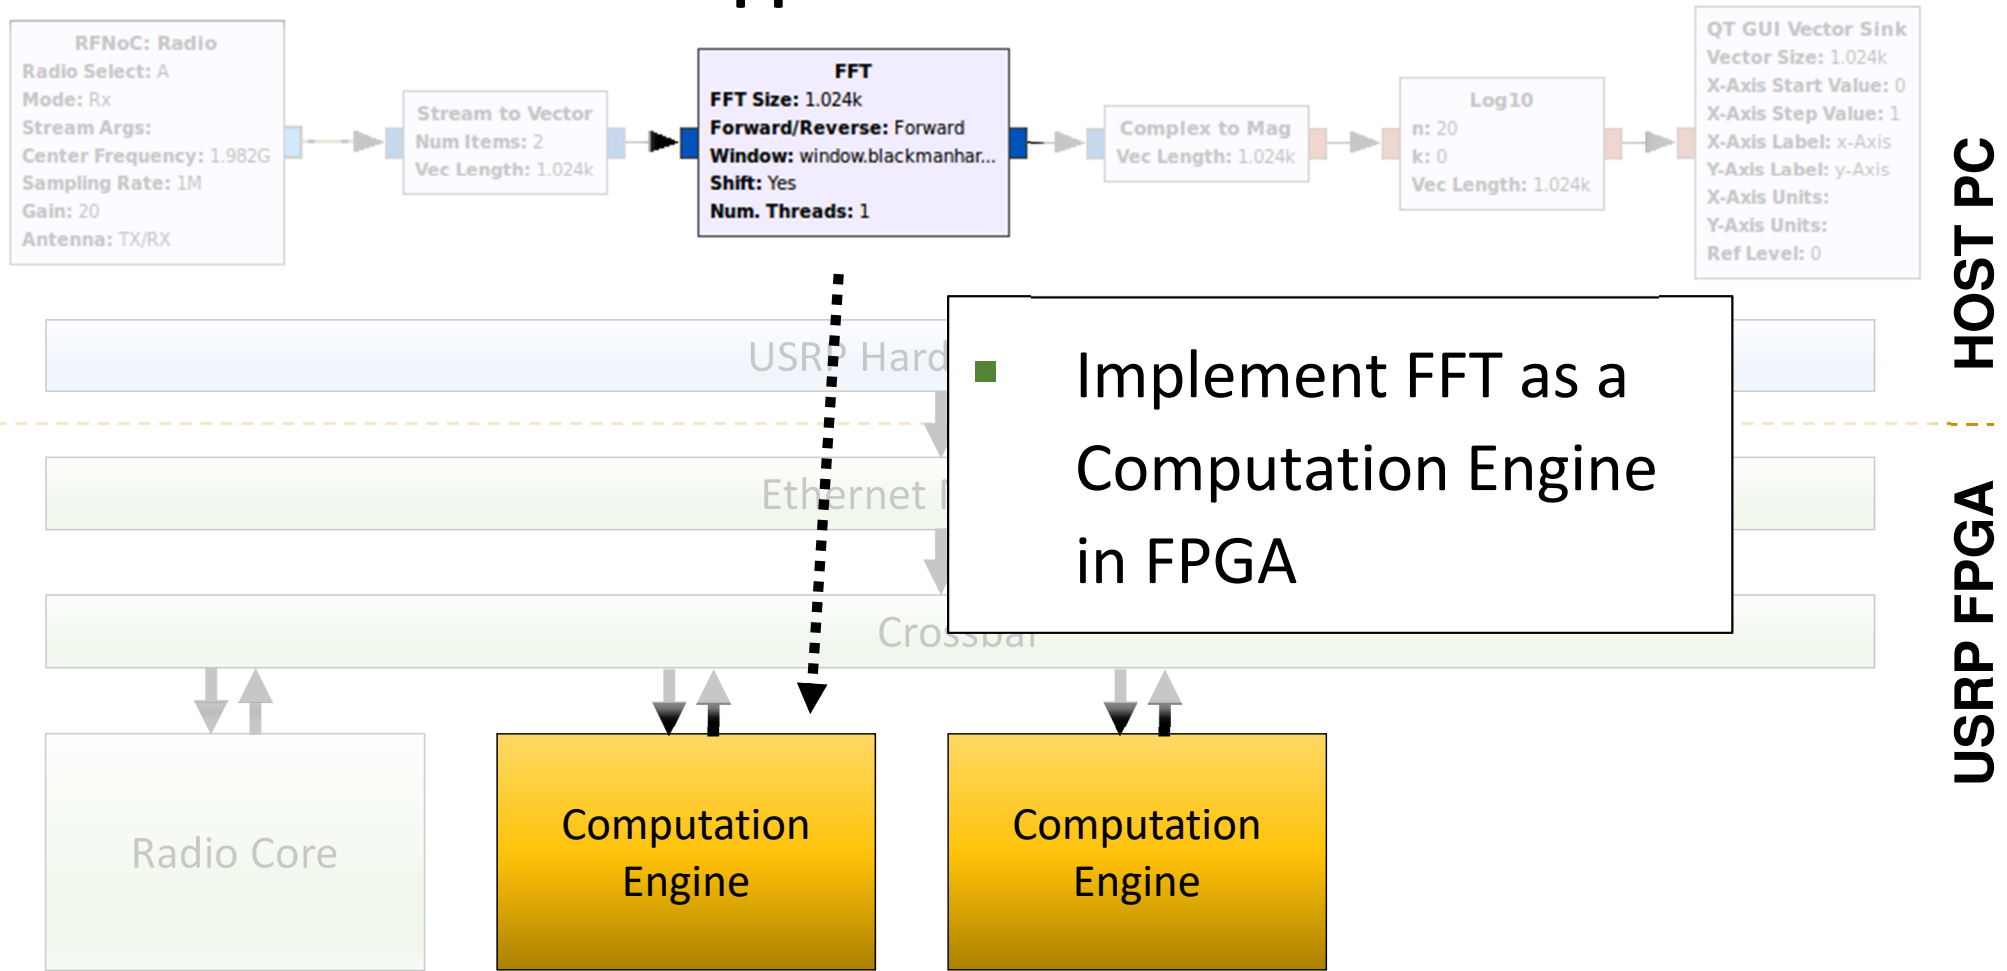 RFNoC: Radio
Radio Select: A
Mode: Rx
Stream Args:
Center Frequency: 1.982G
Sampling Rate: 1M
Gain: 20
Antenna: TX/RX
Stream to Vector
Num Items: 2
Vec Length: 1.024k
FFT
FFT Size: 1.024k
Forward/Reverse: Forward
Window: window.blackmanhar...
Shift: Yes
Num. Threads: 1
Complex to Mag
Vec Length: 1.024k
Log10
n: 20
k: 0
Vec Length: 1.024k
QT GUI Vector Sink
Vector Size: 1.024k
X-Axis Start Value: 0
X-Axis Step Value: 1
X-Axis Label: x-Axis
Y-Axis Label: y-Axis
X-Axis Units:
Y-Axis Units:
Ref Level: 0
HOST PC
USRP Hard
Implement FFT as a
Computation Engine
in FPGA
Ethernet
Crossbar
USRP FPGA
Radio Core
Computation
Engine
Computation
Engine